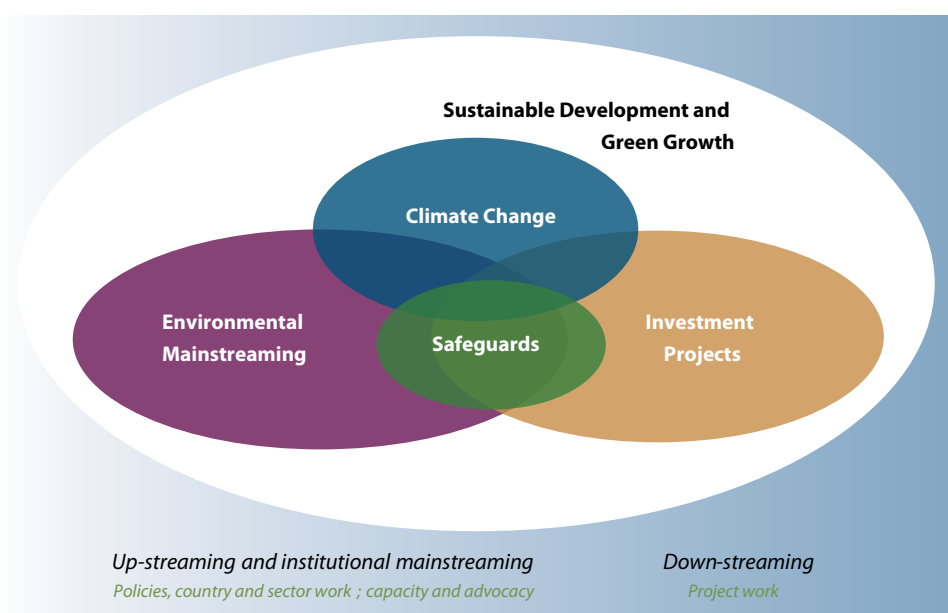 Sustainable Development and
Green Growth
Climate Change
Environmental
Mainstreaming
Safeguards
Investment
Projects
Up-streaming and institutional mainstreaming
Down-streaming
Policies, country and sector work ; capacity and advocacy
Project work